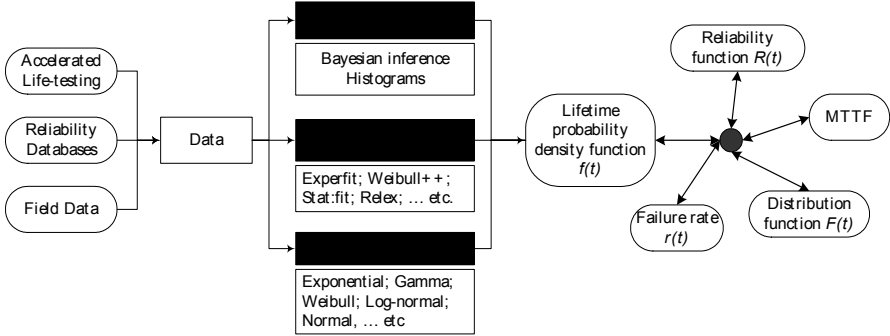 Accelerated
Life-testing
Reliability
Databases
Field Data
Data
Bayesian inference
Histograms
Experfit; Weibull++;
Stat:fit; Relex; … etc.
Exponential; Gamma;
Weibull; Log-normal;
Normal, … etc
Lifetime
probability
density function
f(t)
Reliability
function R(t)
MTTF
Distribution
function F(t)
Failure rate
r(t)